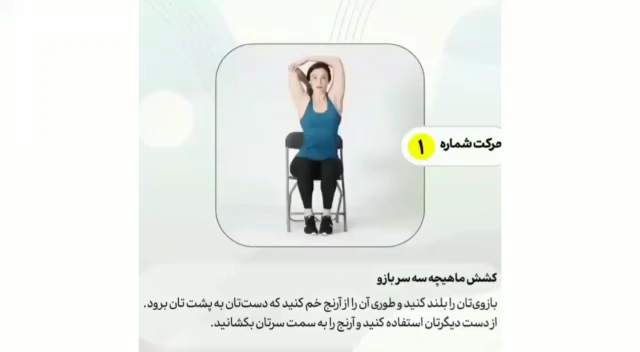 حرکت شماره
۱
کشش ماهیچه سه سر بازو
بازوی‌تان را بلند کنید و طوری آن را از آرنج خم کنید که دست‌تان به پشت تان برود.
از دست دیگرتان استفاده کنید و آرنج را به سمت سرتان بکشانید.